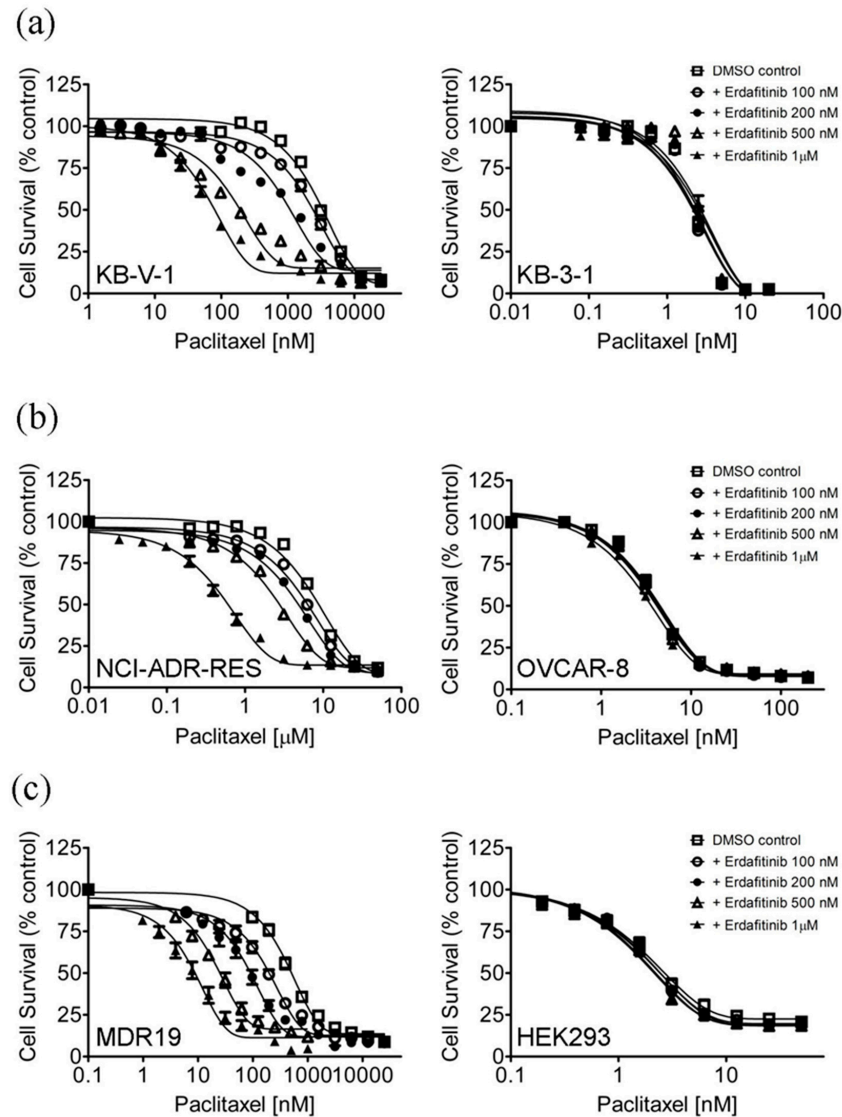 (a)
125
100
75
50
25
0
Cell Survival (% control)
KB-V-1
1 10 100 1000 10000
Paclitaxel [nM]
125
100
75
50
25
0
Cell Survival (% control)
DMSO control
+ Erdafitinib 100 nM
+ Erdafitinib 200 nM
+ Erdafitinib 500 nM
+ Erdafitinib 1μM
KB-3-1
0.01 0.1 1 10 100
Paclitaxel [nM]
(b)
125
100
75
50
25
0
Cell Survival (% control)
NCI-ADR-RES
0.01 0.1 1 10 100
Paclitaxel [μM]
125
100
75
50
25
0
Cell Survival (% control)
DMSO control
+ Erdafitinib 100 nM
+ Erdafitinib 200 nM
+ Erdafitinib 500 nM
+ Erdafitinib 1μM
OVCAR-8
0.1 1 10 100
Paclitaxel [nM]
(c)
125
100
75
50
25
0
Cell Survival (% control)
MDR19
0.1 1 10 100 1000 10000
Paclitaxel [nM]
125
100
75
50
25
0
Cell Survival (% control)
DMSO control
+ Erdafitinib 100 nM
+ Erdafitinib 200 nM
+ Erdafitinib 500 nM
+ Erdafitinib 1μM
HEK293
0.1 1 10
Paclitaxel [nM]